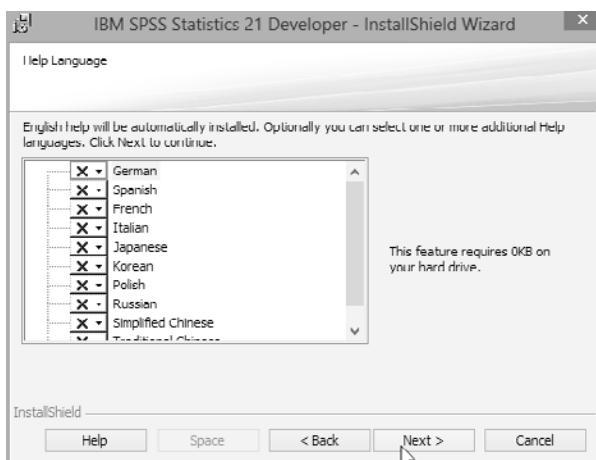 IBM SPSS Statistics 21 Developer - InstallShield Wizard
Help Language
English help will be automatically installed. Optionally you can select one or more additional Help
languages. Click Next to continue.
German
Spanish
French
Italian
Japanese
Korean
Polish
Russian
Simplified Chinese
Traditional Chinese
This feature requires 0KB on
your hard drive.
InstallShield
Help
Space
< Back
Next >
Cancel